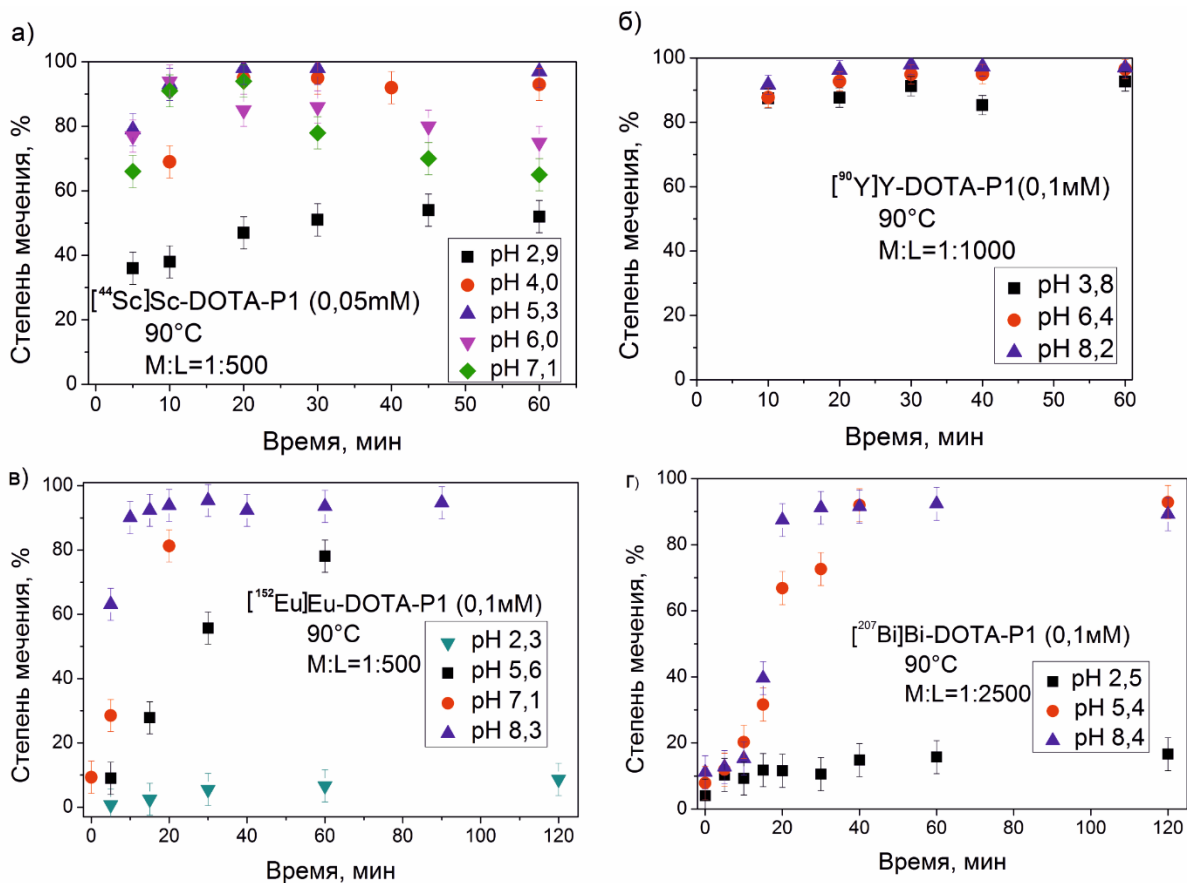 а)
Степень мечения, %
100
80
60
40
20
0
[⁴⁴Sc]Sc-DOTA-P1 (0,05mM)
90°C
M:L=1:500
pH 2,9
pH 4,0
pH 5,3
pH 6,0
pH 7,1
0 10 20 30 40 50 60
Время, мин
б)
Степень мечения, %
100
80
60
40
20
0
[⁹⁰Y]Y-DOTA-P1(0,1мМ)
90°C
M:L=1:1000
pH 3,8
pH 6,4
pH 8,2
0 10 20 30 40 50 60
Время, мин
в)
Степень мечения, %
100
80
60
40
20
0
[¹⁵²Eu]Eu-DOTA-P1 (0,1мМ)
90°C
M:L=1:500
pH 2,3
pH 5,6
pH 7,1
pH 8,3
0 20 40 60 80 100 120
Время, мин
г)
Степень мечения, %
100
80
60
40
20
0
[²⁰⁷Bi]Bi-DOTA-P1 (0,1мМ)
90°C
M:L=1:2500
pH 2,5
pH 5,4
pH 8,4
0 20 40 60 80 100 120
Время, мин